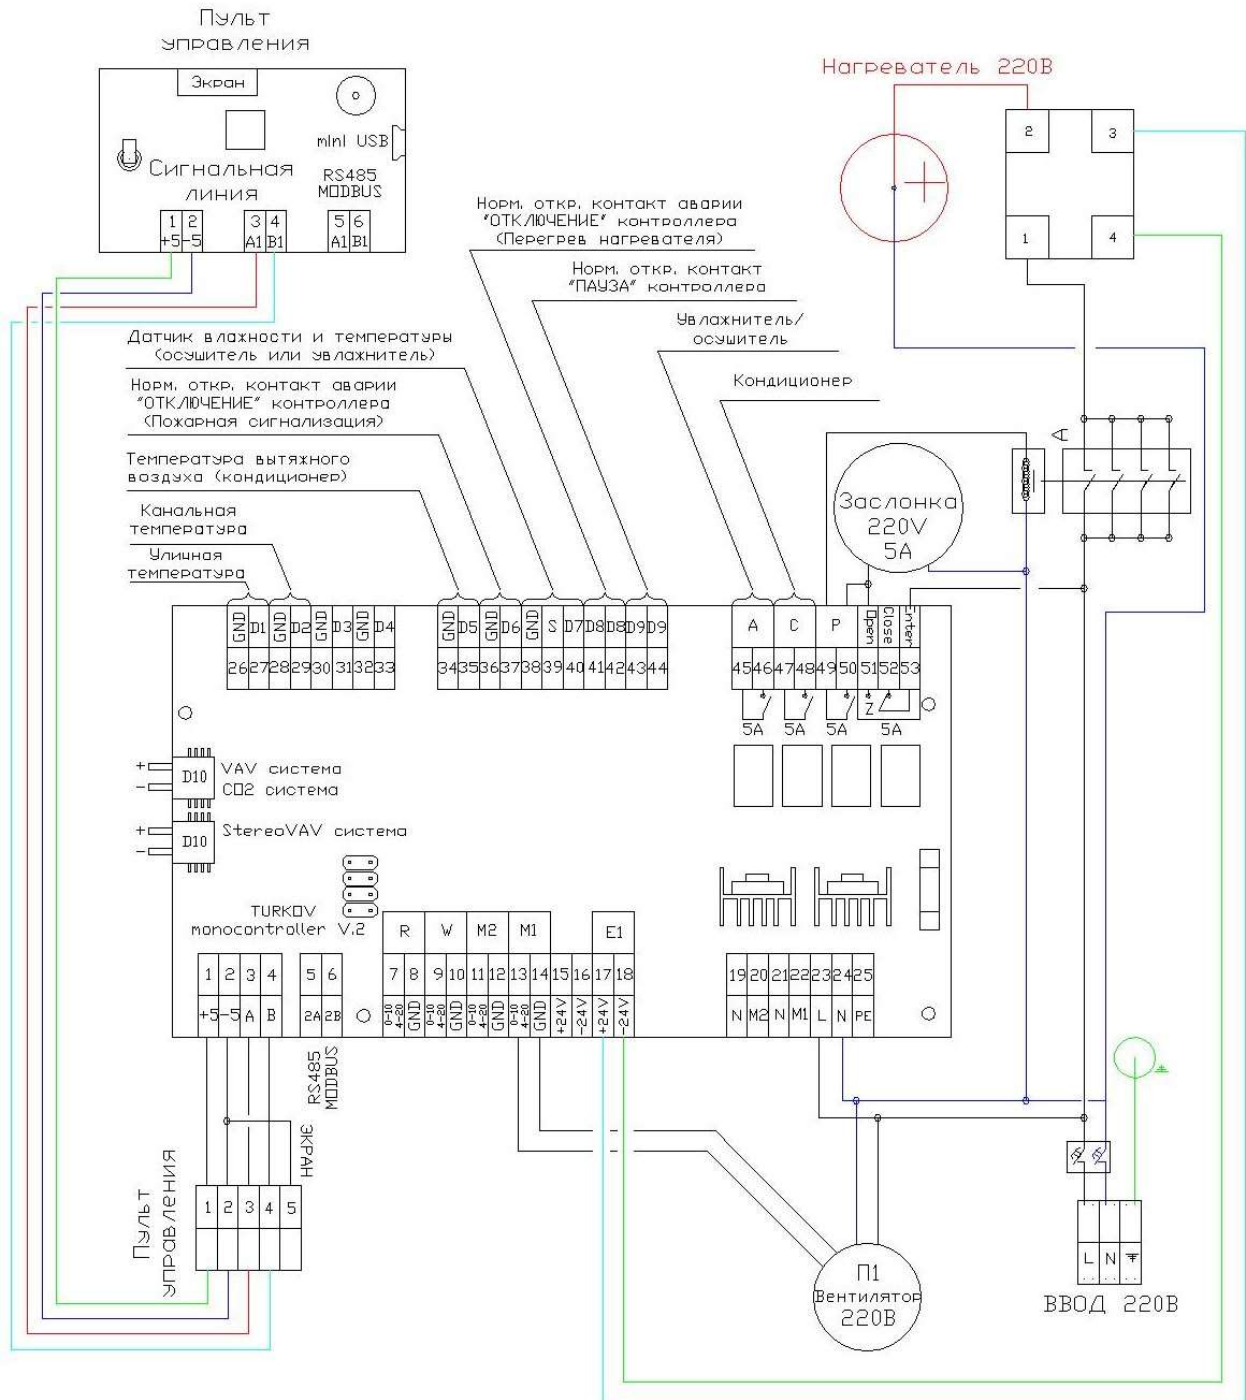 Пульт
управления
Экран
mini USB
Сигнальная
линия
RS485
MODBUS
1 2 3 4 5 6
+5 -5 A1 B1 A1 B1
Нагреватель 220В
2 3
1 4
Норм. откр. контакт аварии
"ОТКЛЮЧЕНИЕ" контроллера
(Перегрев нагревателя)
Норм. откр. контакт
"ПАУЗА" контроллера
Увлажнитель/
осушитель
Кондиционер
Датчик влажности и температуры
(осушитель или увлажнитель)
Норм. откр. контакт аварии
"ОТКЛЮЧЕНИЕ" контроллера
(Пожарная сигнализация)
Температура вытяжного
воздуха (кондиционер)
Канальная
температура
Уличная
температура
A
Заслонка
220V
5A
GND D1 GND D2 GND D3 GND D4
26 27 28 29 30 31 32 33
GND D5 GND D6 GND S D7 D8 D8 D9 D9
34 35 36 37 38 39 40 41 42 43 44
A C P Open Close Enter
45 46 47 48 49 50 51 52 53
Z
5A 5A 5A 5A
+ D10 VAV система
- CO2 система
+ D10 StereoVAV система
-
TURKOV
monocontroller V.2
R W M2 M1 E1
1 2 3 4 5 6
+5 -5 A B 2A 2B
7 8 9 10 11 12 13 14 15 16 17 18
0-10 4-20 GND 0-10 4-20 GND 0-10 4-20 GND 0-10 4-20 GND +24V -24V +24V -24V
19 20 21 22 23 24 25
N M2 N M1 L N PE
RS485
MODBUS
ЭКРАН
Пульт
управления
1 2 3 4 5
П1
Вентилятор
220В
L N
ВВОД 220В